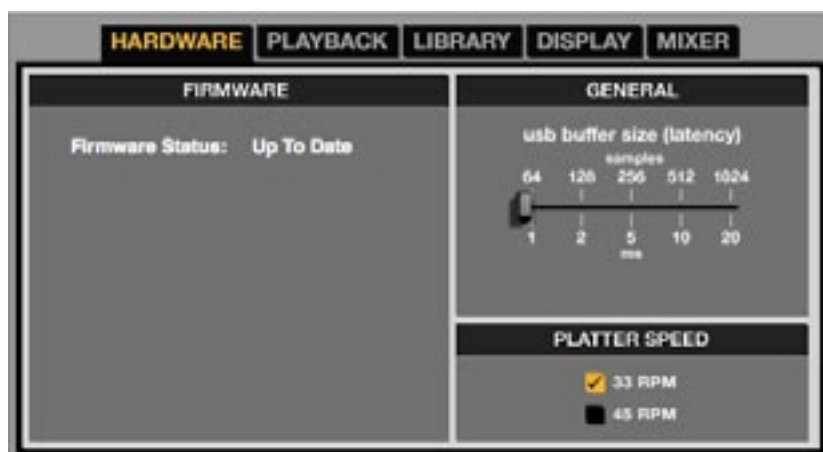 HARDWARE PLAYBACK LIBRARY DISPLAY MIXER
FIRMWARE
Firmware Status: Up To Date
GENERAL
usb buffer size (latency)
samples
64 128 256 512 1024
1 2 5 10 20
ms
PLATTER SPEED
33 RPM
45 RPM